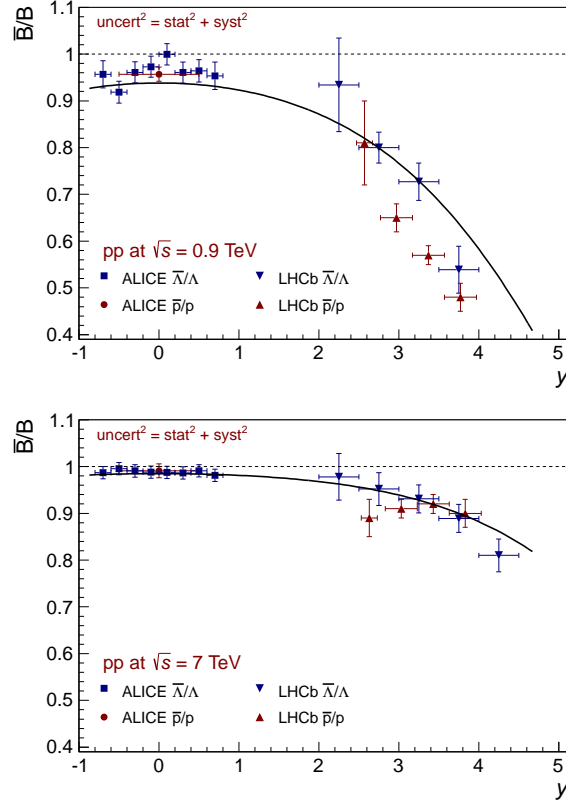 B̅/B
uncert² = stat² + syst²
1
0.9
0.8
0.7
0.6
0.5
0.4
pp at √s = 0.9 TeV
ALICE Λ̅/Λ
LHCb Λ̅/Λ
ALICE p̅/p
LHCb p̅/p
-1 0 1 2 3 4 5
y
B̅/B
1.1
uncert² = stat² + syst²
1
0.9
0.8
0.7
0.6
0.5
0.4
pp at √s = 7 TeV
ALICE Λ̅/Λ
LHCb Λ̅/Λ
ALICE p̅/p
LHCb p̅/p
-1 0 1 2 3 4 5
y